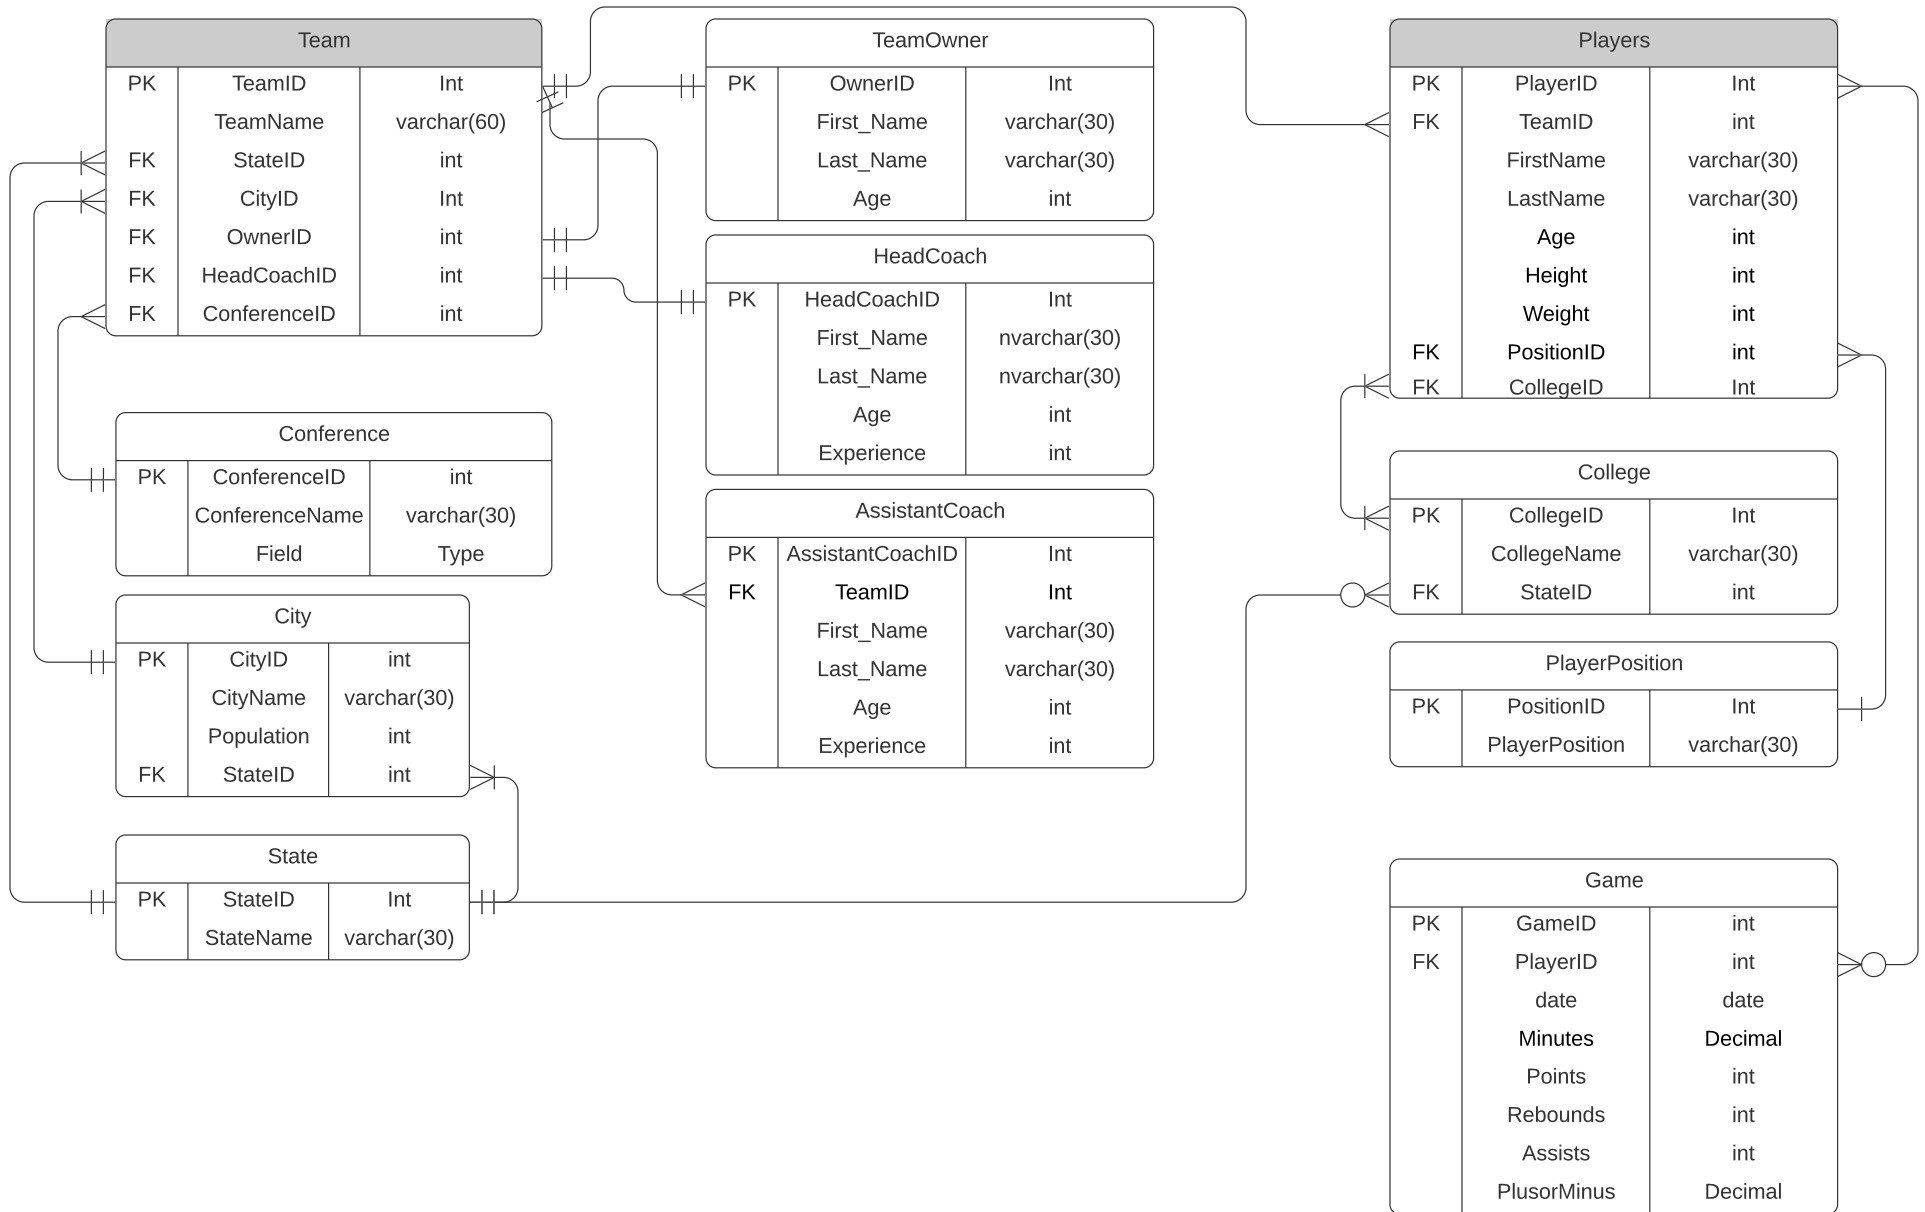 Team
PK TeamID Int
TeamName varchar(60)
FK StateID int
FK CityID Int
FK OwnerID int
FK HeadCoachID int
FK ConferenceID int
Conference
PK ConferenceID int
ConferenceName varchar(30)
Field Type
City
PK CityID int
CityName varchar(30)
Population int
FK StateID int
State
PK StateID Int
StateName varchar(30)
TeamOwner
PK OwnerID Int
First_Name varchar(30)
Last_Name varchar(30)
Age int
HeadCoach
PK HeadCoachID Int
First_Name nvarchar(30)
Last_Name nvarchar(30)
Age int
Experience int
AssistantCoach
PK AssistantCoachID Int
FK TeamID Int
First_Name varchar(30)
Last_Name varchar(30)
Age int
Experience int
Players
PK PlayerID Int
FK TeamID int
FirstName varchar(30)
LastName varchar(30)
Age int
Height int
Weight int
FK PositionID int
FK CollegeID Int
College
PK CollegeID Int
CollegeName varchar(30)
FK StateID int
PlayerPosition
PK PositionID Int
PlayerPosition varchar(30)
Game
PK GameID int
FK PlayerID int
date date
Minutes Decimal
Points int
Rebounds int
Assists int
PlusorMinus Decimal